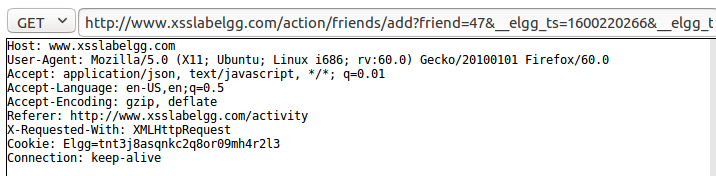 GET http://www.xsslabelgg.com/action/friends/add?friend=47&__elgg_ts=1600220266&__elgg_t
Host: www.xsslabelgg.com
User-Agent: Mozilla/5.0 (X11; Ubuntu; Linux i686; rv:60.0) Gecko/20100101 Firefox/60.0
Accept: application/json, text/javascript, */*; q=0.01
Accept-Language: en-US,en;q=0.5
Accept-Encoding: gzip, deflate
Referer: http://www.xsslabelgg.com/activity
X-Requested-With: XMLHttpRequest
Cookie: Elgg=tnt3j8asqnkc2q8or09mh4r2l3
Connection: keep-alive